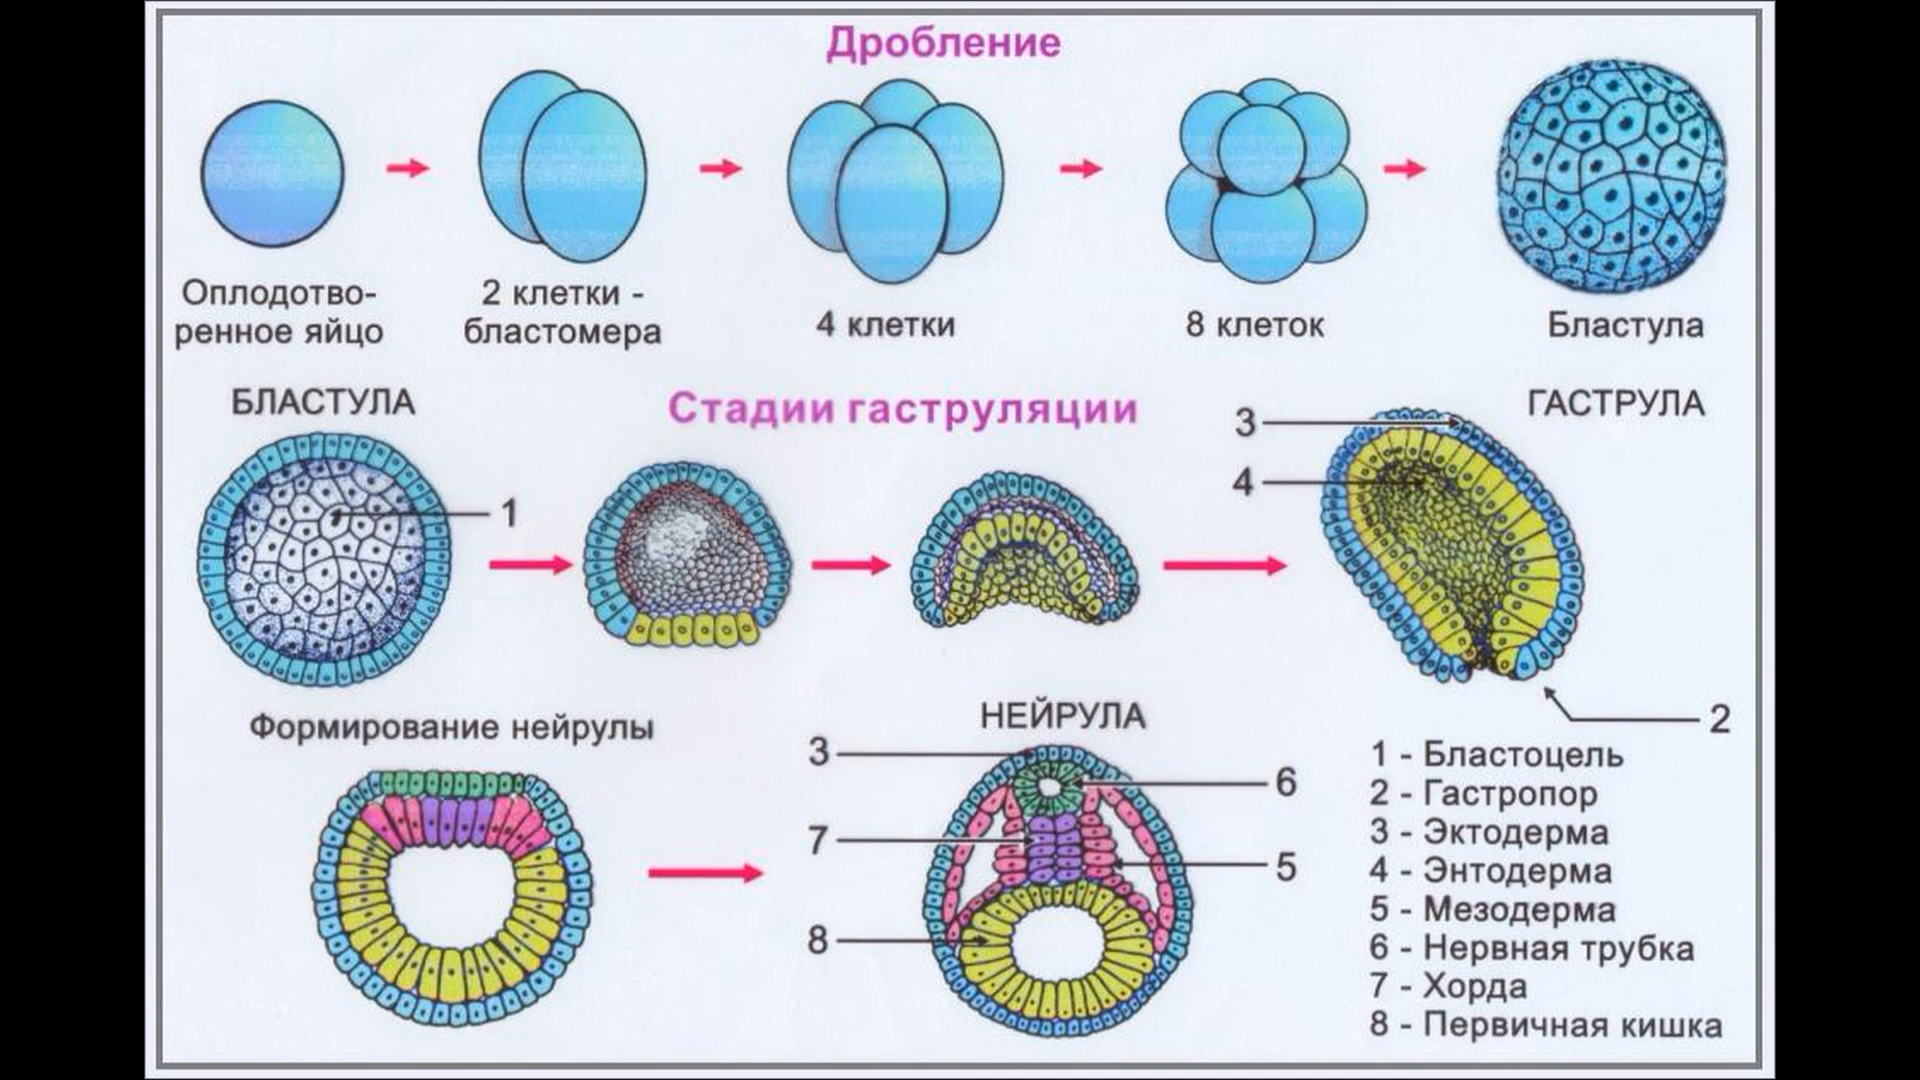 Дробление
Оплодотво-
ренное яйцо
2 клетки -
бластомера
4 клетки
8 клеток
Бластула
БЛАСТУЛА
Стадии гаструляции
ГАСТРУЛА
1
3
4
2
Формирование нейрулы
НЕЙРУЛА
3
6
7
5
8
1 - Бластоцель
2 - Гастропор
3 - Эктодерма
4 - Энтодерма
5 - Мезодерма
6 - Нервная трубка
7 - Хорда
8 - Первичная кишка